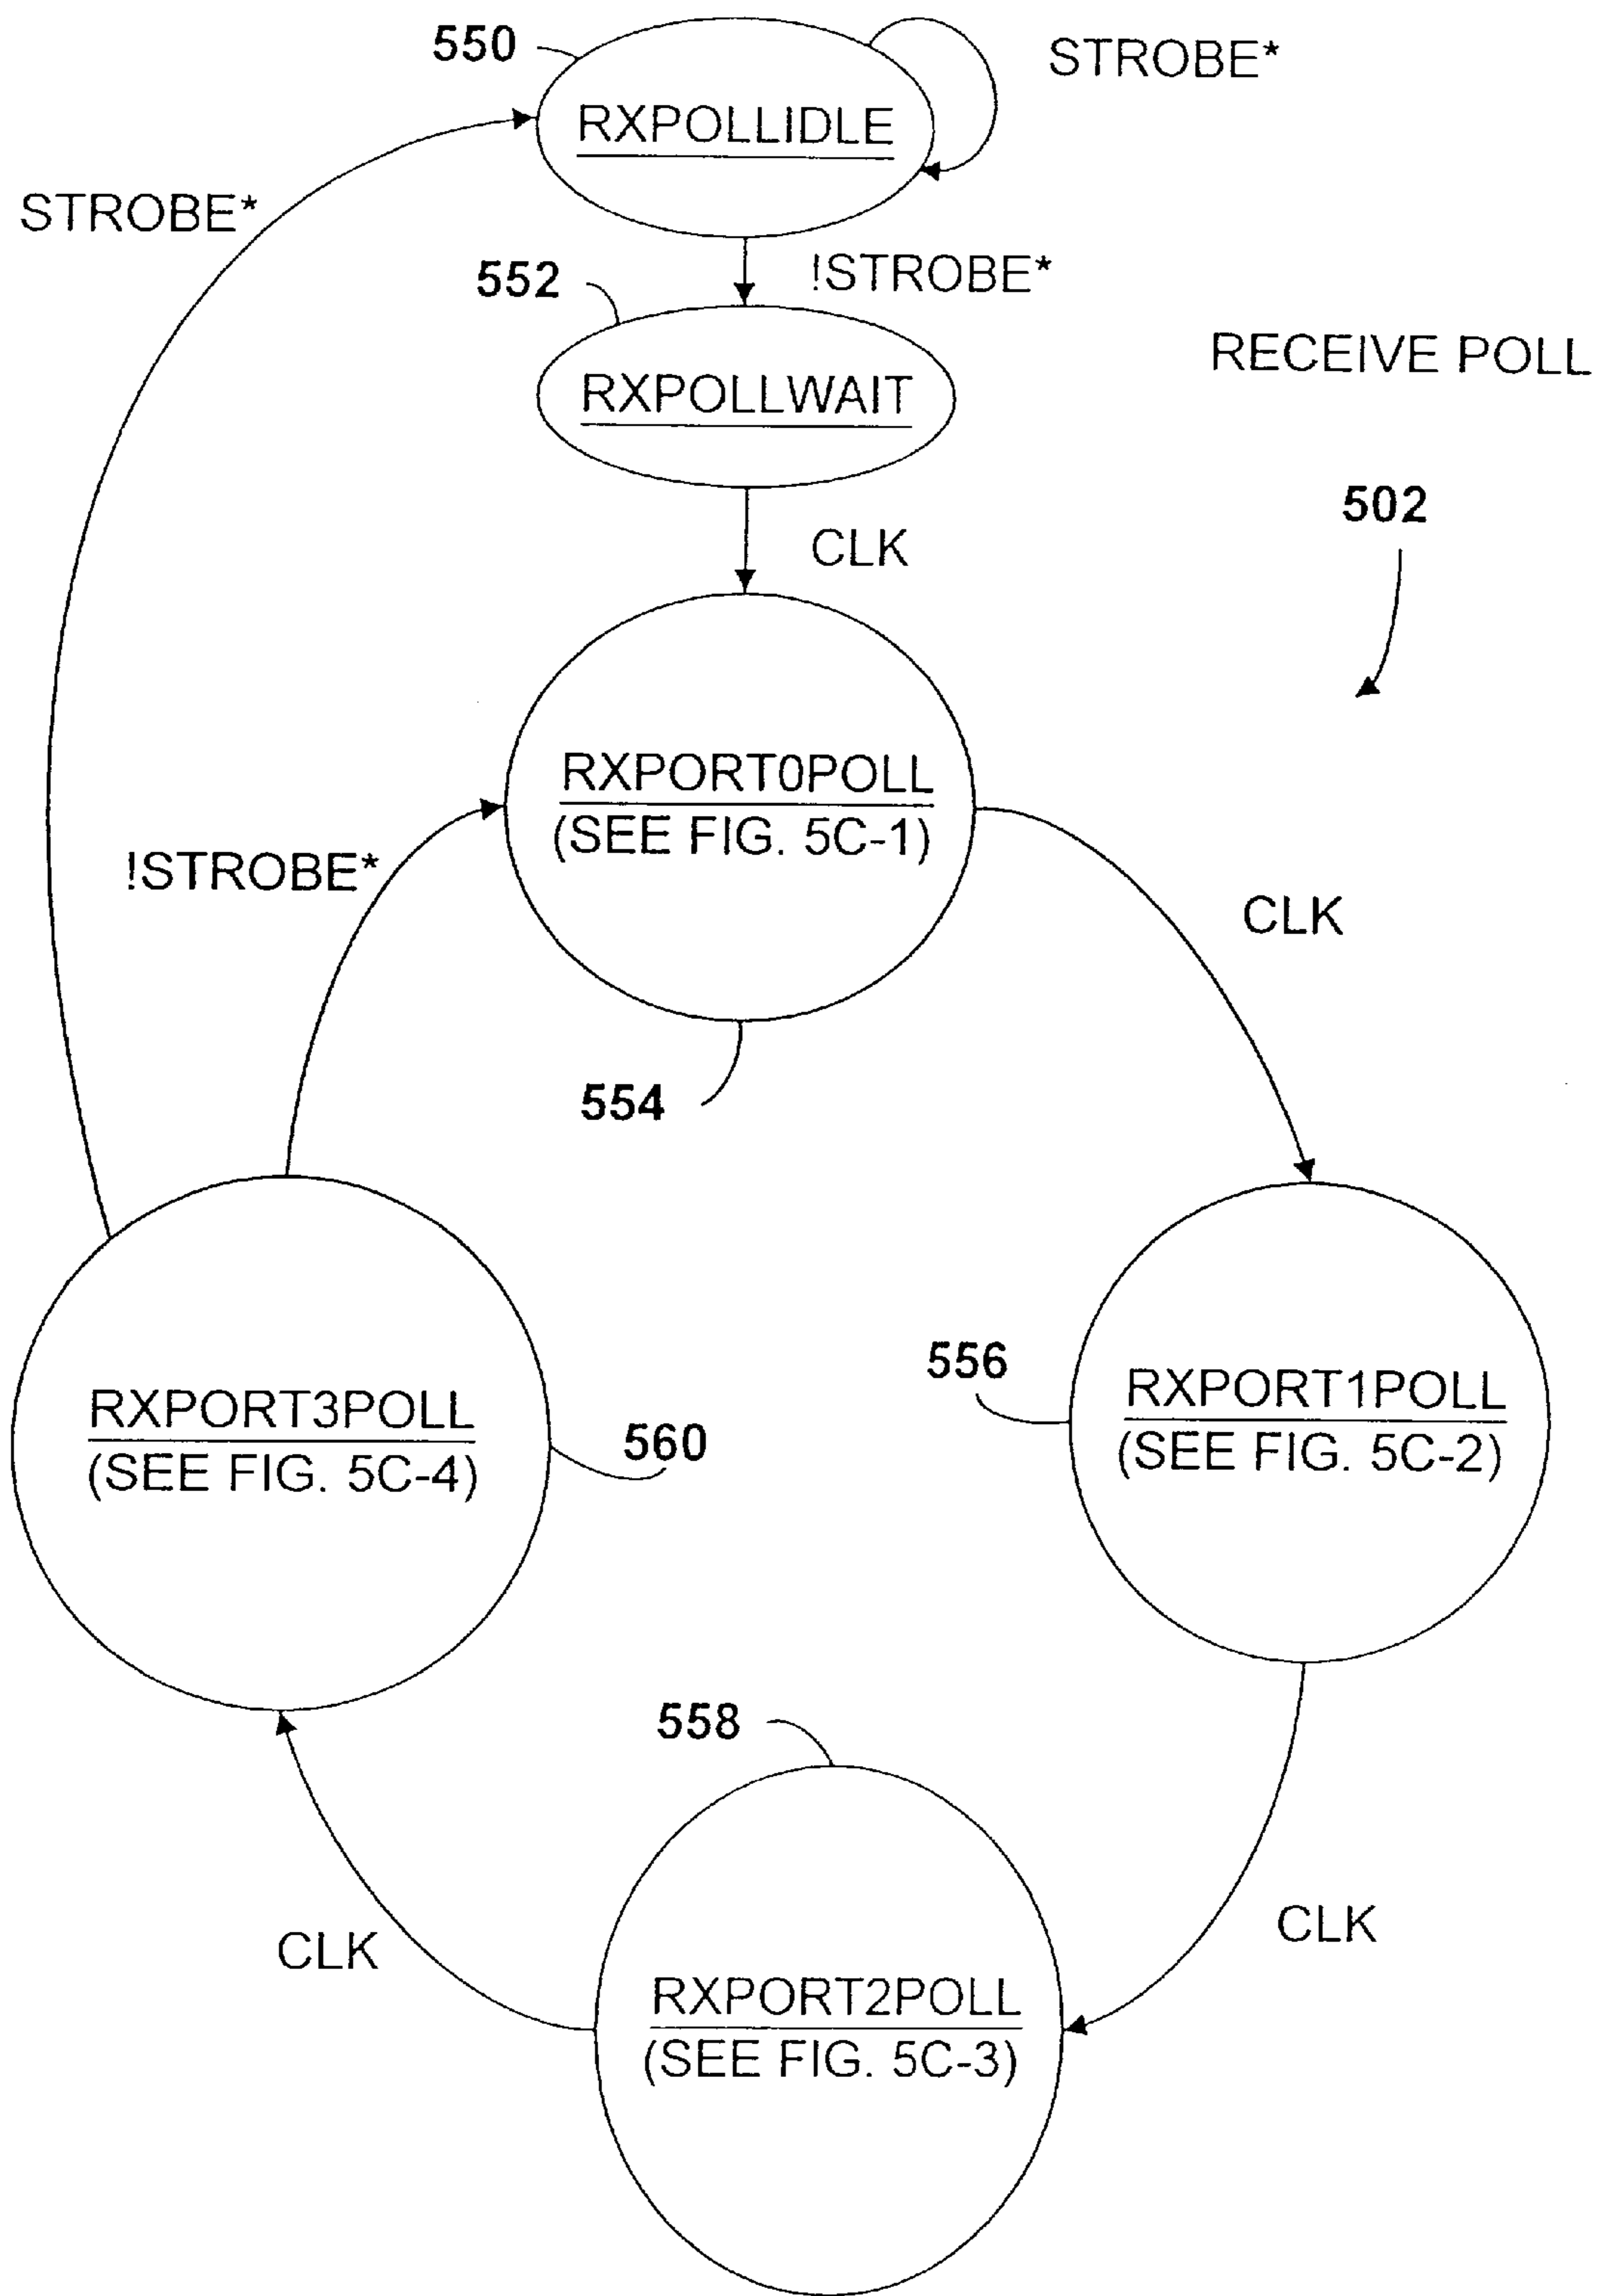 550
STROBE*
RXPOLLIDLE
STROBE*
!STROBE*
552
RXPOLLWAIT
RECEIVE POLL
502
CLK
RXPORT0POLL
(SEE FIG. 5C-1)
!STROBE*
CLK
554
556
RXPORT1POLL
(SEE FIG. 5C-2)
RXPORT3POLL
(SEE FIG. 5C-4)
560
558
CLK
CLK
RXPORT2POLL
(SEE FIG. 5C-3)